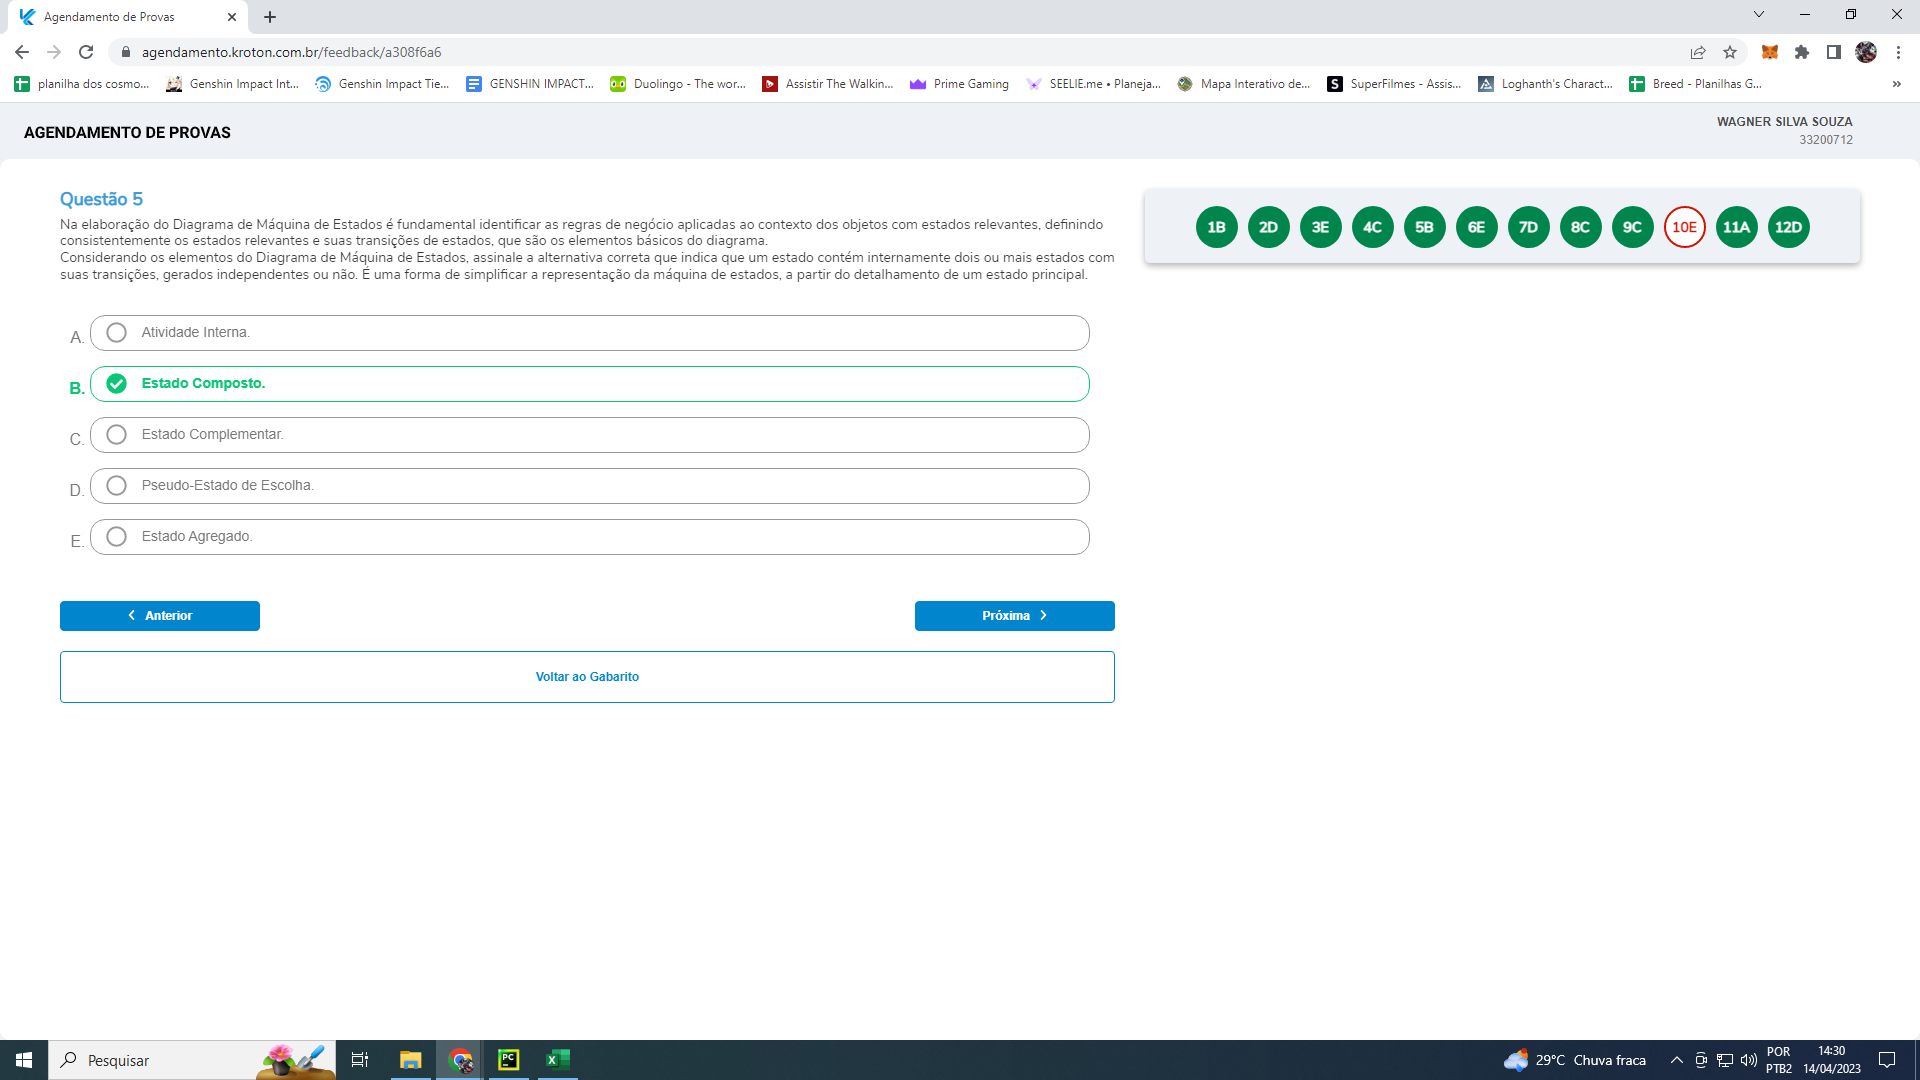 Agendamento de Provas
agendamento.kroton.com.br/feedback/a308f6a6
planilha dos cosmo...
Genshin Impact Int...
Genshin Impact Tie...
GENSHIN IMPACT...
Duolingo - The wor...
Assistir The Walkin...
Prime Gaming
SEELIE.me • Planeja...
Mapa Interativo de...
SuperFilmes - Assis...
Loghanth's Charact...
Breed - Planilhas G...
»
AGENDAMENTO DE PROVAS
WAGNER SILVA SOUZA
33200712
Questão 5
Na elaboração do Diagrama de Máquina de Estados é fundamental identificar as regras de negócio aplicadas ao contexto dos objetos com estados relevantes, definindo
consistentemente os estados relevantes e suas transições de estados, que são os elementos básicos do diagrama.
Considerando os elementos do Diagrama de Máquina de Estados, assinale a alternativa correta que indica que um estado contém internamente dois ou mais estados com
suas transições, gerados independentes ou não. É uma forma de simplificar a representação da máquina de estados, a partir do detalhamento de um estado principal.
1B 2D 3E 4C 5B 6E 7D 8C 9C 10E 11A 12D
A. Atividade Interna.
B. Estado Composto.
C. Estado Complementar.
D. Pseudo-Estado de Escolha.
E. Estado Agregado.
Anterior
Próxima
Voltar ao Gabarito
Pesquisar
PC
29°C Chuva fraca
POR
PTB2
14:30
14/04/2023